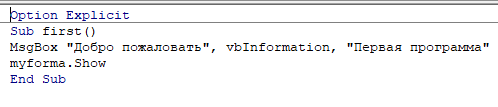 Option Explicit
Sub first()
MsgBox "Добро пожаловать", vbInformation, "Первая программа"
myforma.Show
End Sub